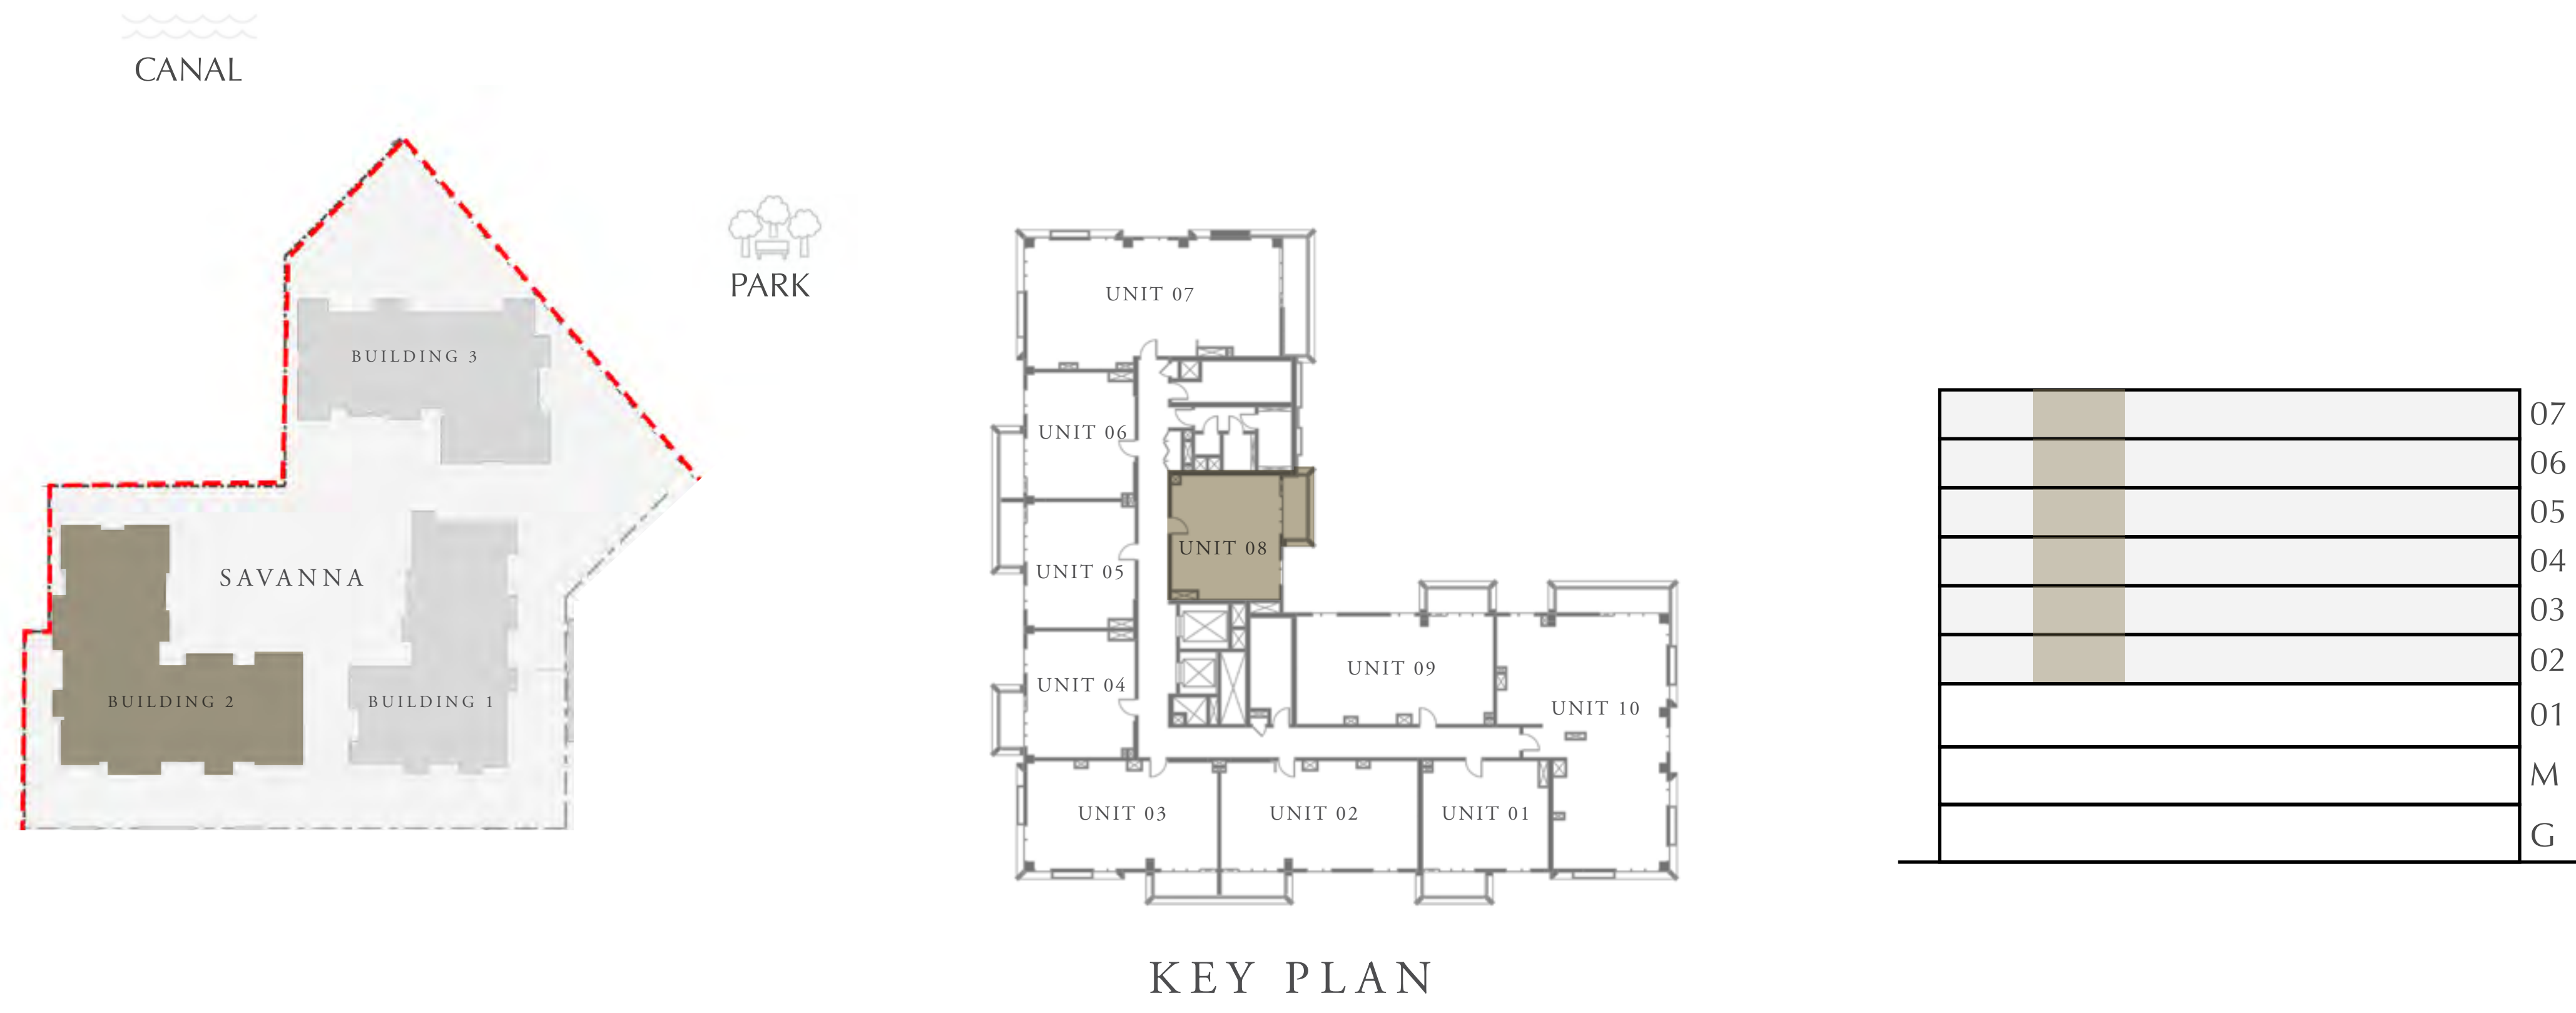 CANAL
PARK
BUILDING 3
SAVANNA
BUILDING 2
BUILDING 1
UNIT 07
UNIT 06
UNIT 08
UNIT 05
UNIT 09
UNIT 04
UNIT 10
UNIT 03
UNIT 02
UNIT 01
KEY PLAN
07
06
05
04
03
02
01
M
G